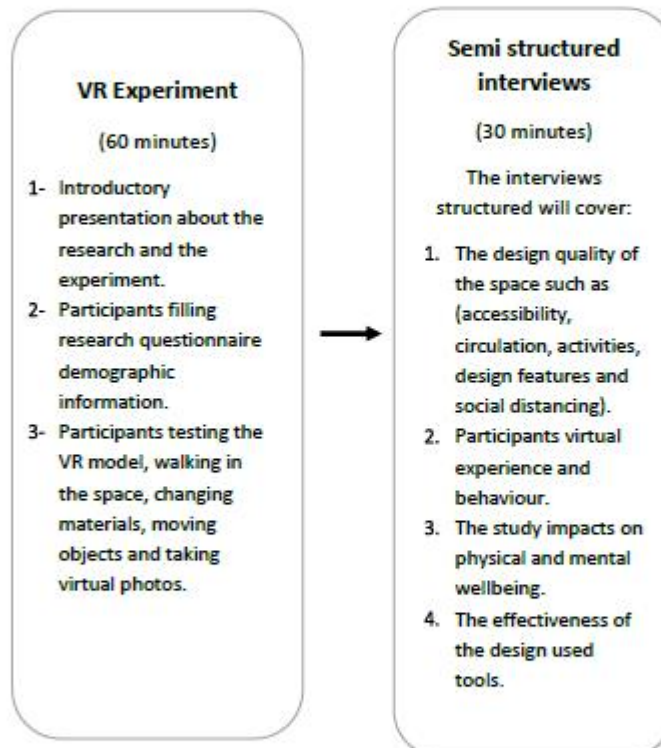 VR Experiment
(60 minutes)
1- Introductory
presentation about the
research and the
experiment.
2- Participants filling
research questionnaire
demographic
information.
3- Participants testing the
VR model, walking in
the space, changing
materials, moving
objects and taking
virtual photos.
Semi structured
interviews
(30 minutes)
The interviews
structured will cover:
1. The design quality of
the space such as
(accessibility,
circulation, activities,
design features and
social distancing).
2. Participants virtual
experience and
behaviour.
3. The study impacts on
physical and mental
wellbeing.
4. The effectiveness of
the design used
tools.